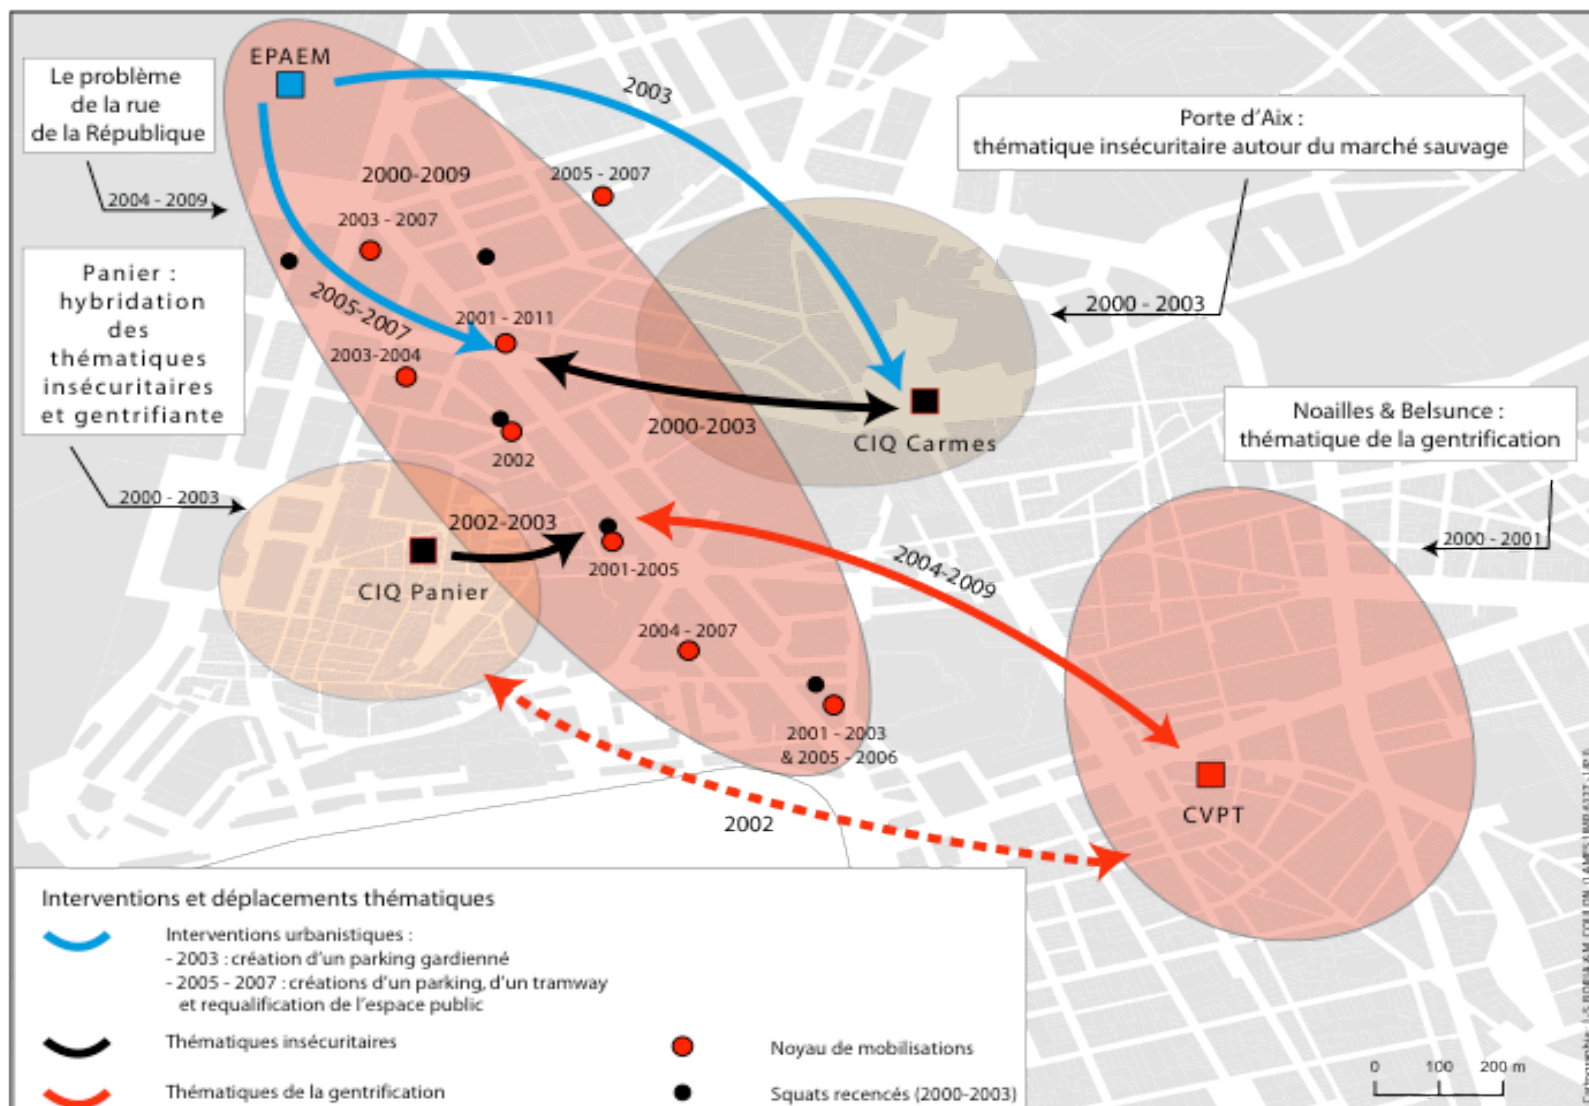 EPAEM
Le problème
de la rue
de la République
2004 - 2009
2003
Porte d'Aix :
thématique insécuritaire autour du marché sauvage
2000-2009
2005 - 2007
2003 - 2007
Panier :
hybridation
des
thématiques
insécuritaires
et gentrifiante
2005-2007
2001 - 2011
2000 - 2003
2003-2004
2000-2003
CIQ Carmes
Noailles & Belsunce :
thématique de la gentrification
2002
2000 - 2003
2002-2003
2000 - 2001
CIQ Panier
2001-2005
2004-2009
2004 - 2007
2001 - 2003
& 2005 - 2006
2002
CVPT
Interventions et déplacements thématiques
Interventions urbanistiques :
- 2003 : création d'un parking gardienné
- 2005 - 2007 : créations d'un parking, d'un tramway
et requalification de l'espace public
Thématiques insécuritaires
Noyau de mobilisations
Thématiques de la gentrification
Squats recencés (2000-2003)
0 100 200 m